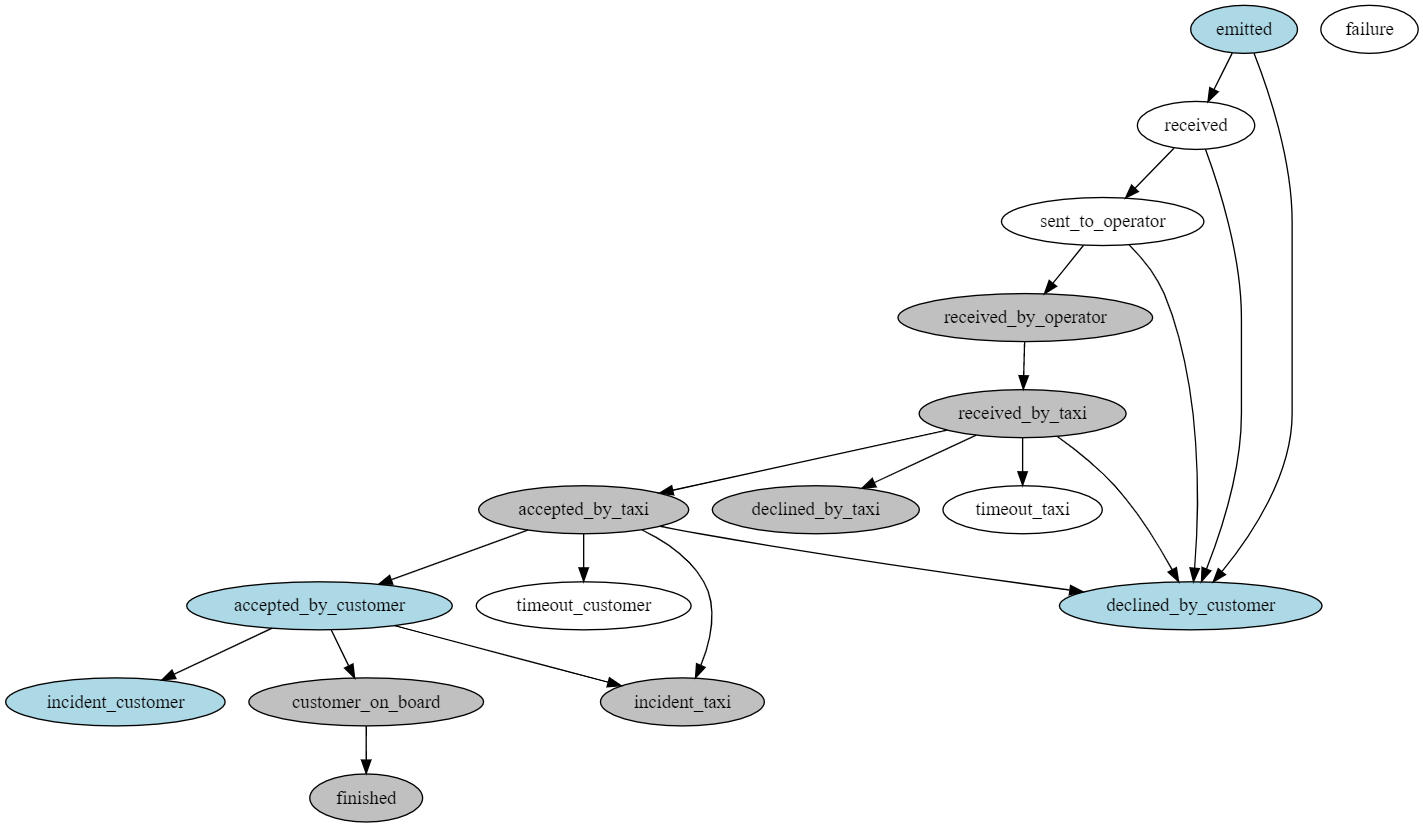 emitted
failure
received
sent_to_operator
received_by_operator
received_by_taxi
accepted_by_taxi
declined_by_taxi
timeout_taxi
accepted_by_customer
timeout_customer
declined_by_customer
incident_customer
customer_on_board
incident_taxi
finished